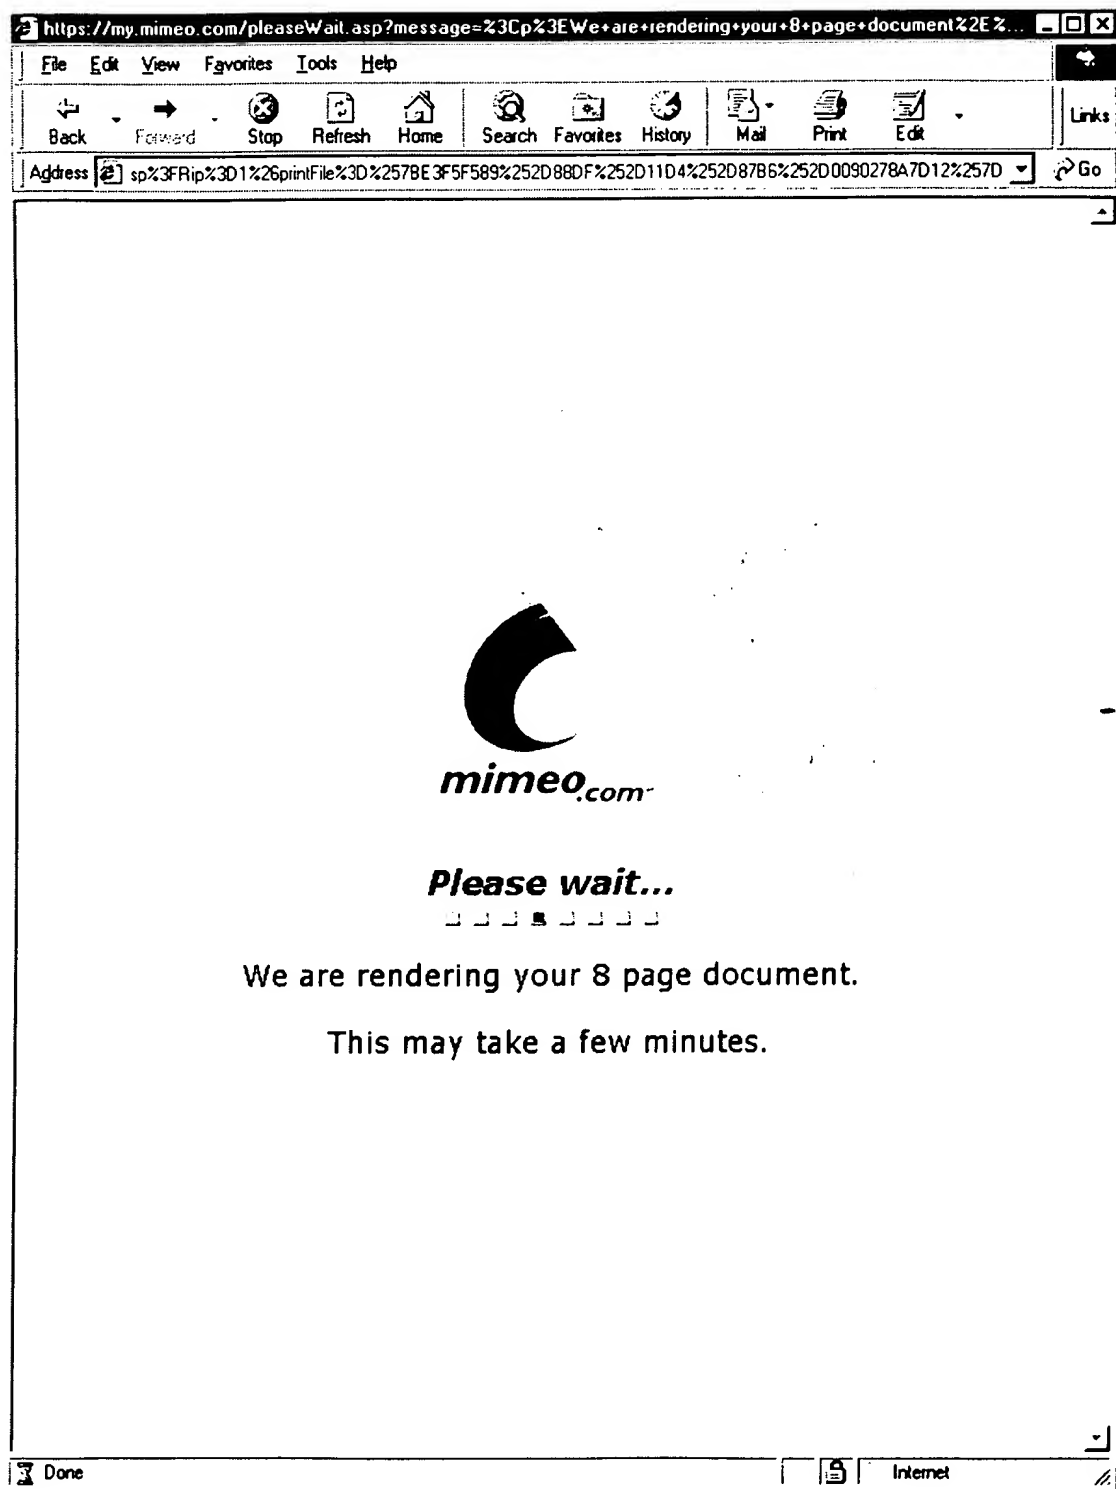 https://my.mimeo.com/pleaseWait.asp?message=%3Cp%3EWe+are+rendering+your+8+page+document%2E%...
File Edit View Favorites Tools Help
Back Forward Stop Refresh Home Search Favorites History Mail Print Edit Links
Address sp%3FRip%3D1%26printFile%3D%257BE3F5F589%252D88DF%252D11D4%252D87B6%252D0090278A7D12%257D Go
mimeo.com
Please wait...
We are rendering your 8 page document.
This may take a few minutes.
Done Internet